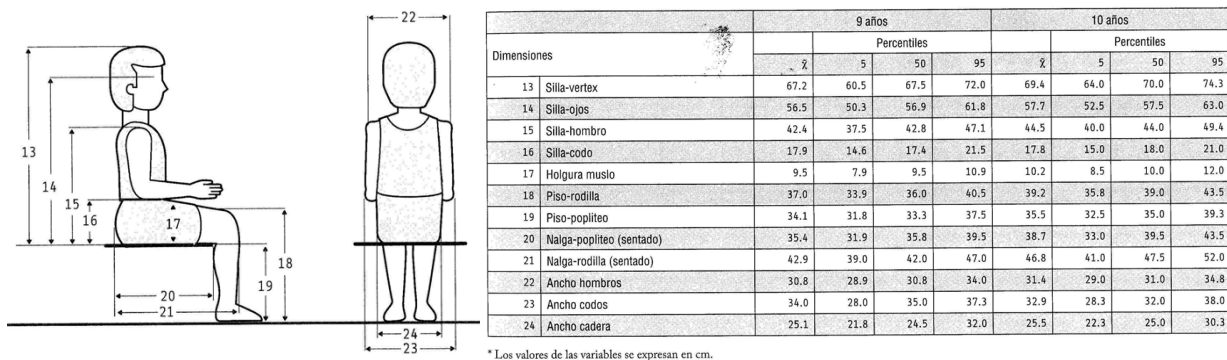 22
13
14
15
16
17
18
19
20
21
24
23
9 años 10 años
Dimensiones Percentiles Percentiles
x̄ 5 50 95 x̄ 5 50 95
13 Silla-vertex 67.2 60.5 67.5 72.0 69.4 64.0 70.0 74.3
14 Silla-ojos 56.5 50.3 56.9 61.8 57.7 52.5 57.5 63.0
15 Silla-hombro 42.4 37.5 42.8 47.1 44.5 40.0 44.0 49.4
16 Silla-codo 17.9 14.6 17.4 21.5 17.8 15.0 18.0 21.0
17 Holgura muslo 9.5 7.9 9.5 10.9 10.2 8.5 10.0 12.0
18 Piso-rodilla 37.0 33.9 36.0 40.5 39.2 35.8 39.0 43.5
19 Piso-popliteo 34.1 31.8 33.3 37.5 35.5 32.5 35.0 39.3
20 Nalga-popliteo (sentado) 35.4 31.9 35.8 39.5 38.7 33.0 39.5 43.5
21 Nalga-rodilla (sentado) 42.9 39.0 42.0 47.0 46.8 41.0 47.5 52.0
22 Ancho hombros 30.8 28.9 30.8 34.0 31.4 29.0 31.0 34.8
23 Ancho codos 34.0 28.0 35.0 37.3 32.9 28.3 32.0 38.0
24 Ancho cadera 25.1 21.8 24.5 32.0 25.5 22.3 25.0 30.3
* Los valores de las variables se expresan en cm.